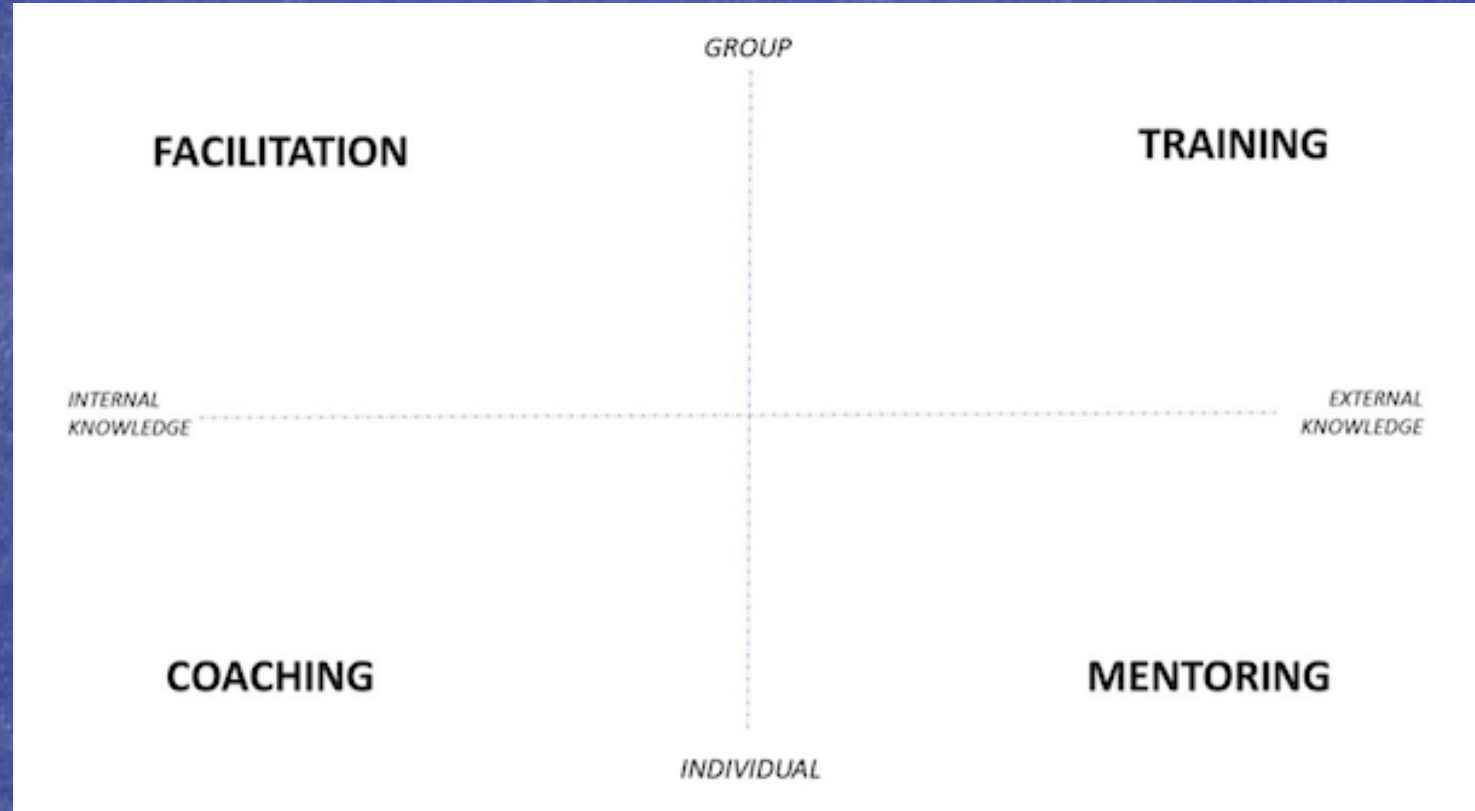 GROUP
FACILITATION
TRAINING
INTERNAL
KNOWLEDGE
EXTERNAL
KNOWLEDGE
COACHING
MENTORING
INDIVIDUAL